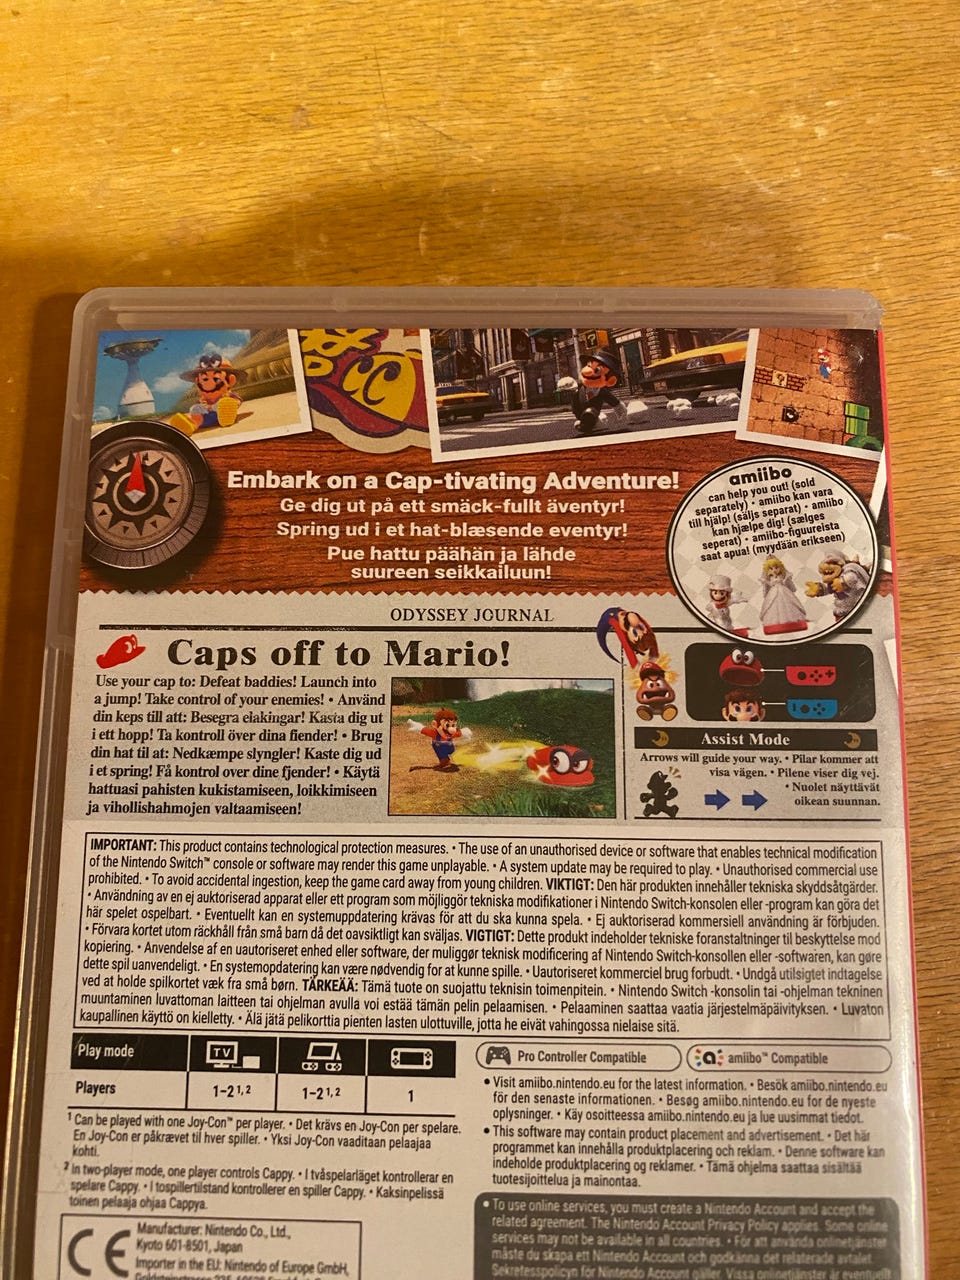 Embark on a Cap-tivating Adventure!
Ge dig ut på ett smäck-fullt äventyr!
Spring ud i et hat-blæsende eventyr!
Pue hattu päähän ja lähde
suureen seikkailuun!
amiibo
can help you out! (sold
separately) • amiibo kan vara
till hjälp! (säljs separat) • amiibo
kan hjælpe dig! (sælges
seperat) • amiibo-figuureista
saat apua! (myydään erikseen)
ODYSSEY JOURNAL
Caps off to Mario!
Use your cap to: Defeat baddies! Launch into
a jump! Take control of your enemies! • Använd
din keps till att: Besegra elakingar! Kasta dig ut
i ett hopp! Ta kontroll över dina fiender! • Brug
din hat til at: Nedkæmpe slyngler! Kaste dig ud
i et spring! Få kontrol over dine fjender! • Käytä
hattuasi pahisten kukistamiseen, loikkimiseen
ja vihollishahmojen valtaamiseen!
Assist Mode
Arrows will guide your way. • Pilar kommer att
visa vägen. • Pilene viser dig vej.
• Nuolet näyttävät
oikean suunnan.
IMPORTANT: This product contains technological protection measures. • The use of an unauthorised device or software that enables technical modification
of the Nintendo Switch™ console or software may render this game unplayable. • A system update may be required to play. • Unauthorised commercial use
prohibited. • To avoid accidental ingestion, keep the game card away from young children. VIKTIGT: Den här produkten innehåller tekniska skyddsåtgärder.
• Användning av en ej auktoriserad apparat eller ett program som möjliggör tekniska modifikationer i Nintendo Switch-konsolen eller -program kan göra det
här spelet ospelbart. • Eventuellt kan en systemuppdatering krävas för att du ska kunna spela. • Ej auktoriserad kommersiell användning är förbjuden.
• Förvara kortet utom räckhåll från små barn då det oavsiktligt kan sväljas. VIGTIGT: Dette produkt indeholder tekniske foranstaltninger til beskyttelse mod
kopiering. • Anvendelse af en uautoriseret enhed eller software, der muliggør teknisk modificering af Nintendo Switch-konsollen eller -softwaren, kan gøre
dette spil uanvendeligt. • En systemopdatering kan være nødvendig for at kunne spille. • Uautoriseret kommerciel brug forbudt. • Undgå utilsigtet indtagelse
ved at holde spilkortet væk fra små børn. TÄRKEÄÄ: Tämä tuote on suojattu teknisin toimenpitein. • Nintendo Switch -konsolin tai -ohjelman tekninen
muuntaminen luvattoman laitteen tai ohjelman avulla voi estää tämän pelin pelaamisen. • Pelaaminen saattaa vaatia järjestelmäpäivityksen. • Luvaton
kaupallinen käyttö on kielletty. • Älä jätä pelikorttia pienten lasten ulottuville, jotta he eivät vahingossa nielaise sitä.
Play mode
TV
Players
1–2 1, 2
1–2 1, 2
1
Pro Controller Compatible
amiibo™ Compatible
1 Can be played with one Joy-Con™ per player. • Det krävs en Joy-Con per spelare.
En Joy-Con er påkrævet til hver spiller. • Yksi Joy-Con vaaditaan pelaajaa
kohti.
2 In two-player mode, one player controls Cappy. • I tvåspelarläget kontrollerar en
spelare Cappy. • I tospillertilstand kontrollerer en spiller Cappy. • Kaksinpelissä
toinen pelaaja ohjaa Cappya.
• Visit amiibo.nintendo.eu for the latest information. • Besök amiibo.nintendo.eu
för den senaste informationen. • Besøg amiibo.nintendo.eu for de nyeste
oplysninger. • Käy osoitteessa amiibo.nintendo.eu ja lue uusimmat tiedot.
• This software may contain product placement and advertisement. • Det här
programmet kan innehålla produktplacering och reklam. • Denne software kan
indeholde produktplacering og reklamer. • Tämä ohjelma saattaa sisältää
tuotesijoittelua ja mainontaa.
• To use online services, you must create a Nintendo Account and accept the
related agreement. The Nintendo Account Privacy Policy applies. Some online
services may not be available in all countries. • För att använda onlinetjänster
måste du skapa ett Nintendo Account och godkänna det relaterade avtalet.
Sekretesspolicyn för Nintendo Account gäller. Vissa onlinetjänster är eventuellt
CE
Manufacturer: Nintendo Co., Ltd.,
Kyoto 601-8501, Japan
Importer in the EU: Nintendo of Europe GmbH,